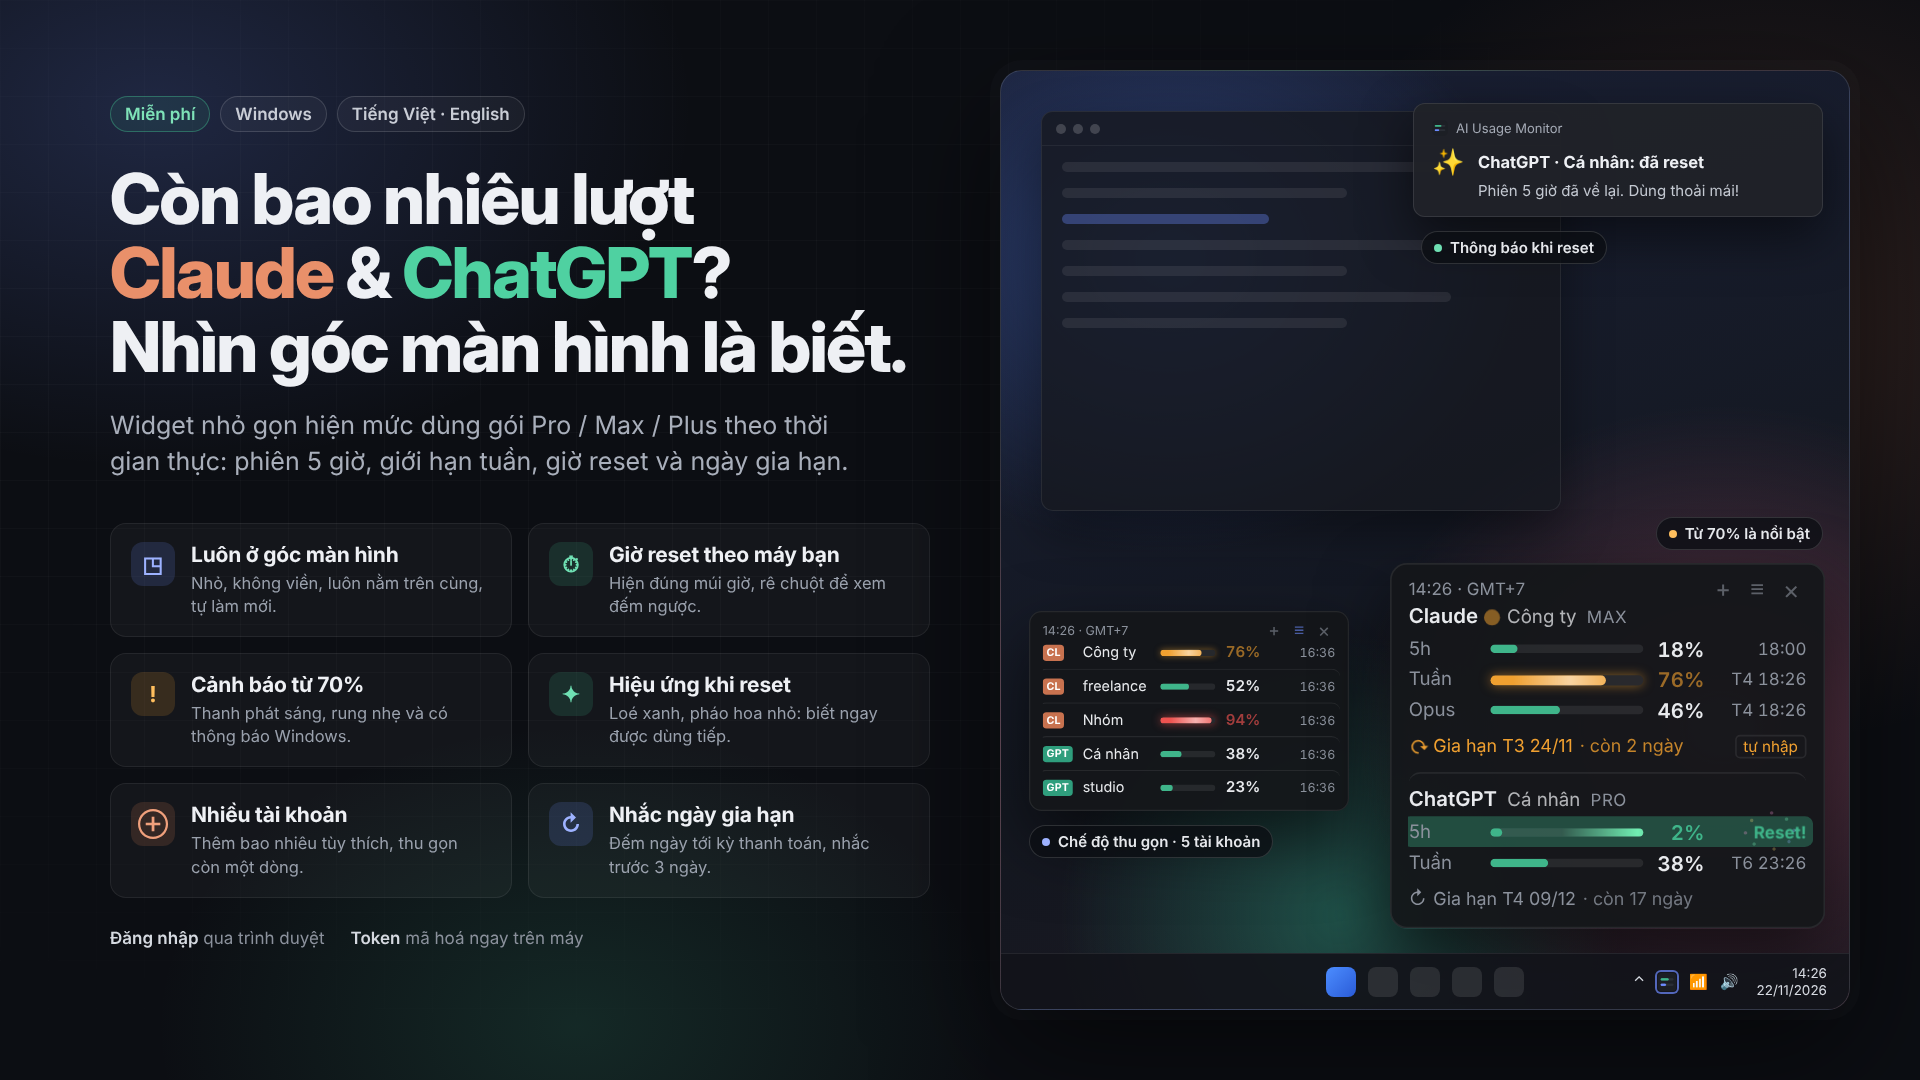 Miễn phí
Windows
Tiếng Việt · English
Còn bao nhiêu lượt
Claude & ChatGPT?
Nhìn góc màn hình là biết.
Widget nhỏ gọn hiện mức dùng gói Pro / Max / Plus theo thời
gian thực: phiên 5 giờ, giới hạn tuần, giờ reset và ngày gia hạn.
Luôn ở góc màn hình
Nhỏ, không viền, luôn nằm trên cùng,
tự làm mới.
Giờ reset theo máy bạn
Hiện đúng múi giờ, rê chuột để xem
đếm ngược.
Cảnh báo từ 70%
Thanh phát sáng, rung nhẹ và có
thông báo Windows.
Hiệu ứng khi reset
Loé xanh, pháo hoa nhỏ: biết ngay
được dùng tiếp.
Nhiều tài khoản
Thêm bao nhiêu tùy thích, thu gọn
còn một dòng.
Nhắc ngày gia hạn
Đếm ngày tới kỳ thanh toán, nhắc
trước 3 ngày.
Đăng nhập qua trình duyệt
Token mã hoá ngay trên máy
AI Usage Monitor
ChatGPT · Cá nhân: đã reset
Phiên 5 giờ đã về lại. Dùng thoải mái!
Thông báo khi reset
Từ 70% là nổi bật
14:26 · GMT+7
CL Công ty 76% 16:36
CL freelance 52% 16:36
CL Nhóm 94% 16:36
GPT Cá nhân 38% 16:36
GPT studio 23% 16:36
Chế độ thu gọn · 5 tài khoản
14:26 · GMT+7
Claude Công ty MAX
5h 18% 18:00
Tuần 76% T4 18:26
Opus 46% T4 18:26
Gia hạn T3 24/11 · còn 2 ngày tự nhập
ChatGPT Cá nhân PRO
5h 2% Reset!
Tuần 38% T6 23:26
Gia hạn T4 09/12 · còn 17 ngày
14:26
22/11/2026